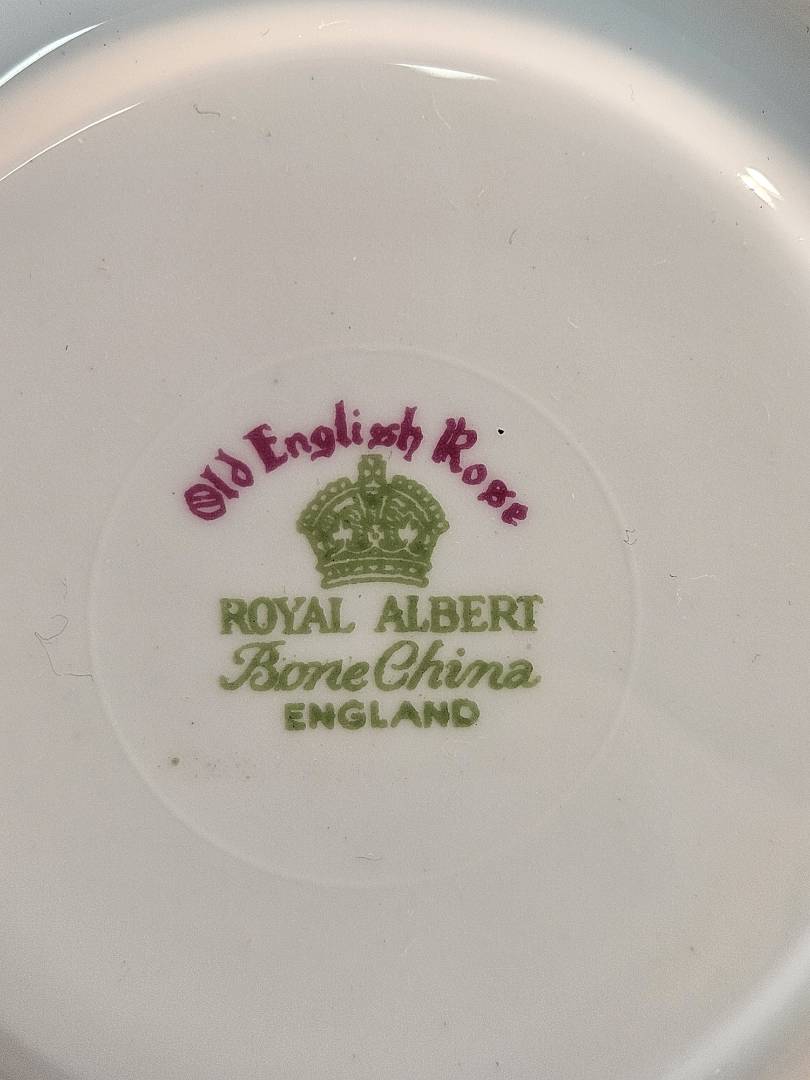 Old English Rose
ROYAL ALBERT
Bone China
ENGLAND